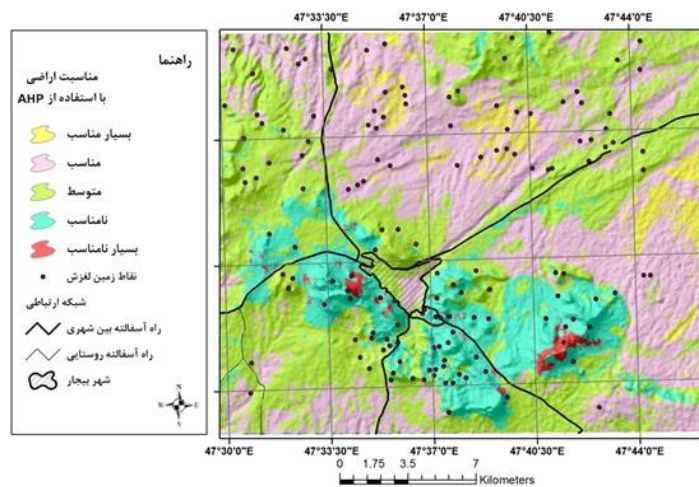 47°33'30"E 47°37'0"E 47°40'30"E 47°44'0"E
راهنما
مناسبت اراضی
با استفاده از AHP
بسیار مناسب
مناسب
متوسط
نامناسب
بسیار نامناسب
نقاط زمین لغزش
شبکه ارتباطی
راه آسفالته بین شهری
راه آسفالته روستایی
شهر بیجار
N
W E
S
47°30'0"E 47°33'30"E 47°37'0"E 47°40'30"E 47°44'0"E
0 1.75 3.5 7
Kilometers